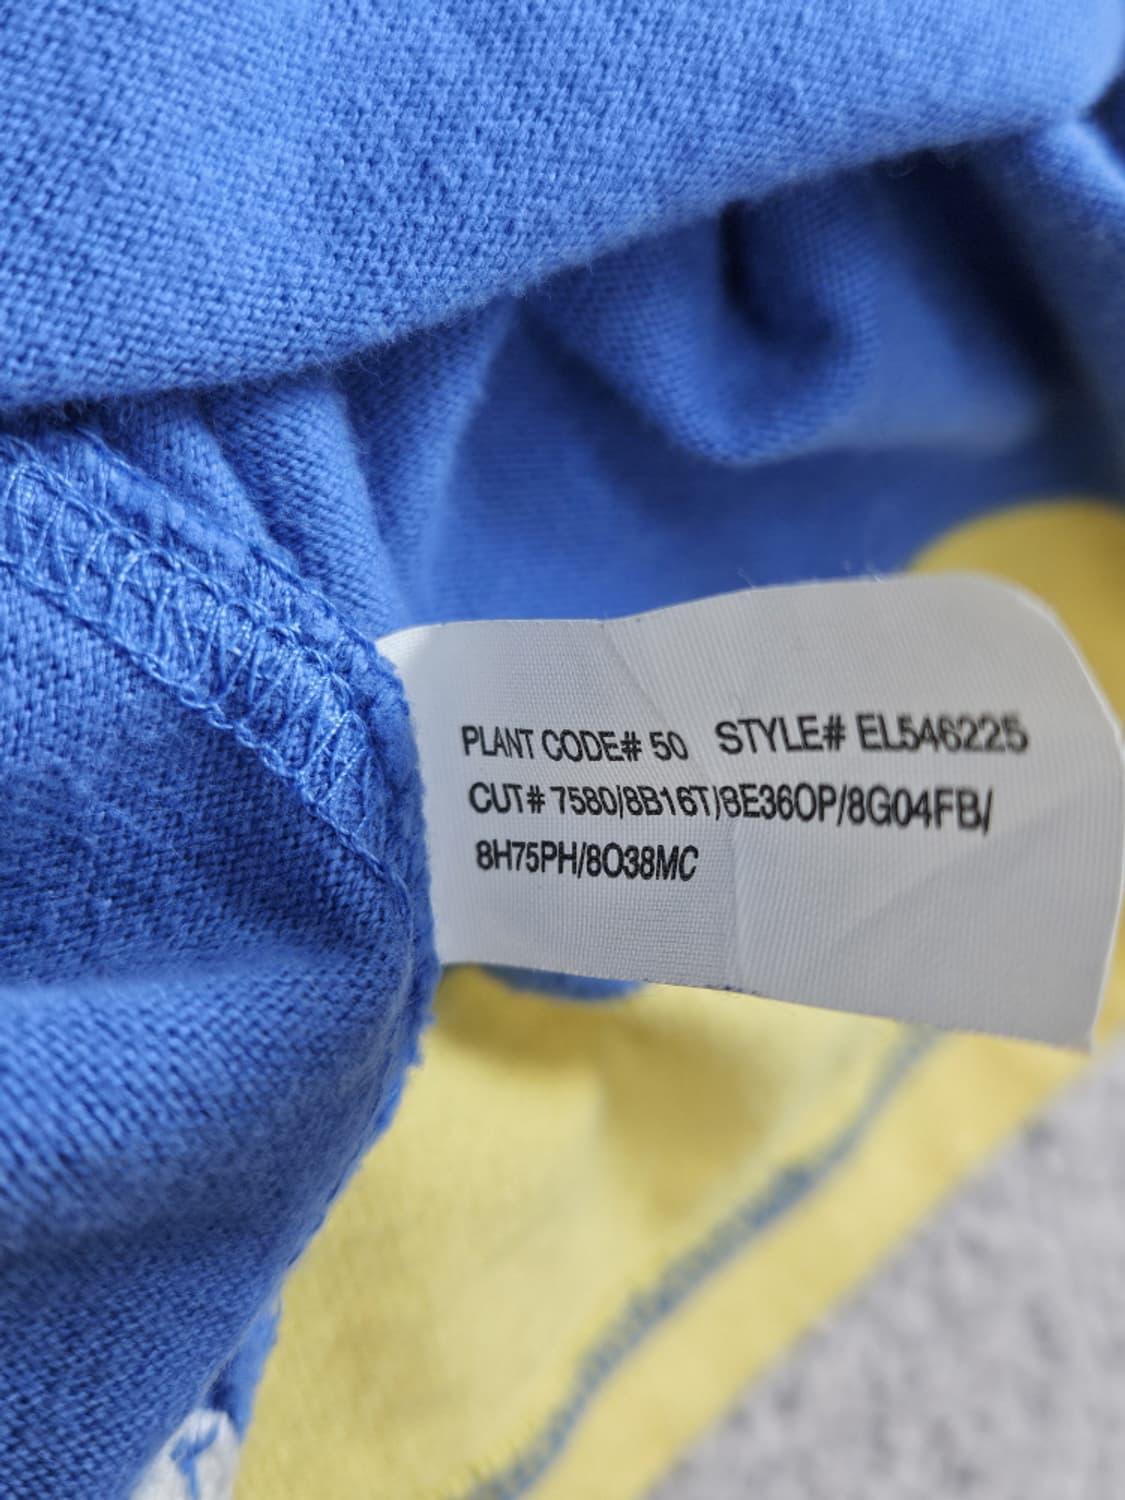 PLANT CODE# 50 STYLE# EL546225
CUT# 7580/8B16T/8E36OP/8G04FB/
8H75PH/8O38MC